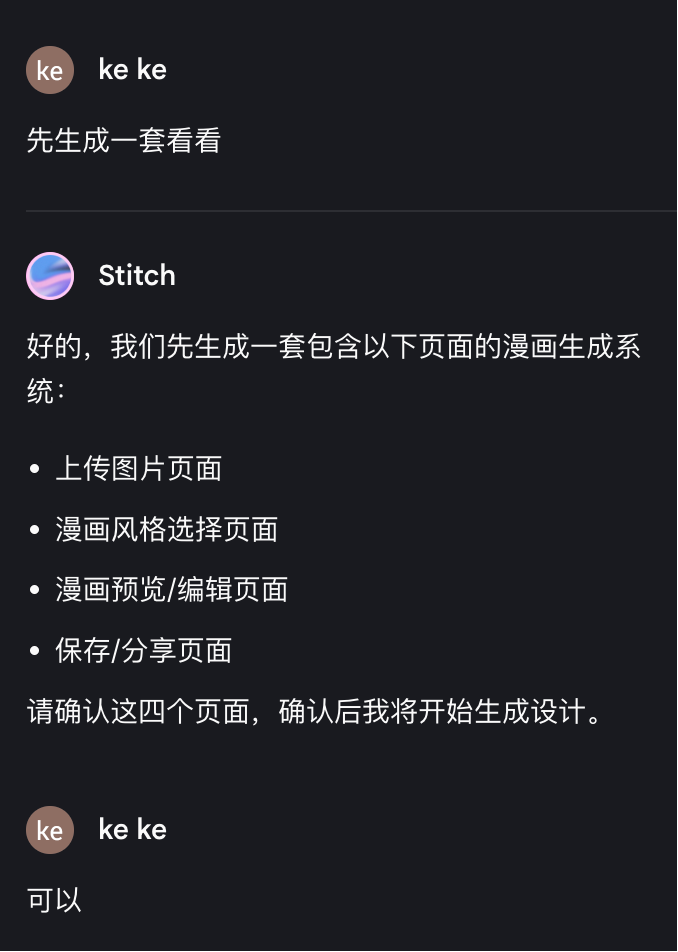 ke
ke ke
先生成一套看看
Stitch
好的，我们先生成一套包含以下页面的漫画生成系
统：
• 上传图片页面
• 漫画风格选择页面
• 漫画预览/编辑页面
• 保存/分享页面
请确认这四个页面，确认后我将开始生成设计。
ke
ke ke
可以